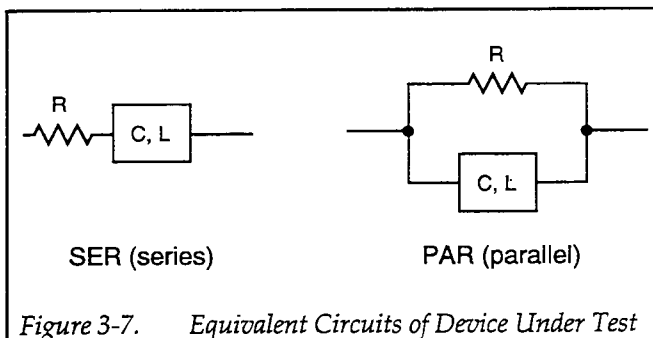 R
C, L
SER (series)
R
C, L
PAR (parallel)
Figure 3-7. Equivalent Circuits of Device Under Test